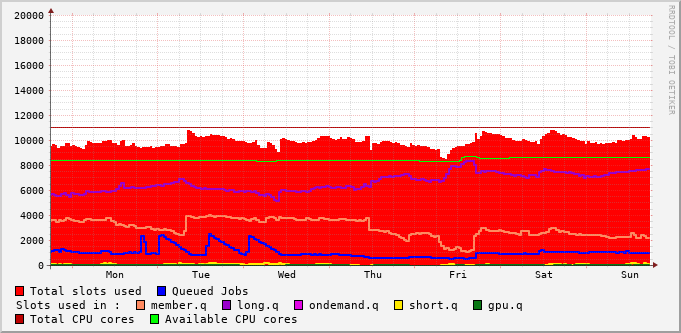 RRDTOOL / TOBI OETIKER
20000
18000
16000
14000
12000
10000
8000
6000
4000
2000
0
Mon Tue Wed Thu Fri Sat Sun
Total slots used Queued Jobs
Slots used in : member.q long.q ondemand.q short.q gpu.q
Total CPU cores Available CPU cores